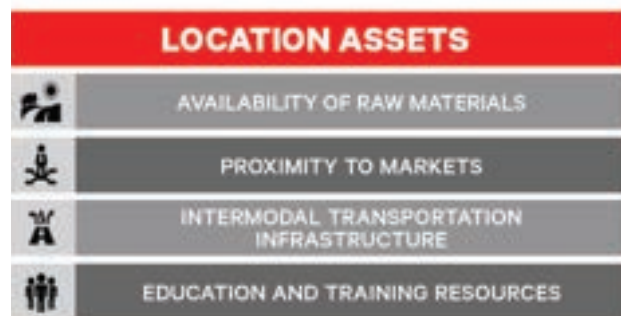 LOCATION ASSETS
AVAILABILITY OF RAW MATERIALS
PROXIMITY TO MARKETS
INTERMODAL TRANSPORTATION
INFRASTRUCTURE
EDUCATION AND TRAINING RESOURCES